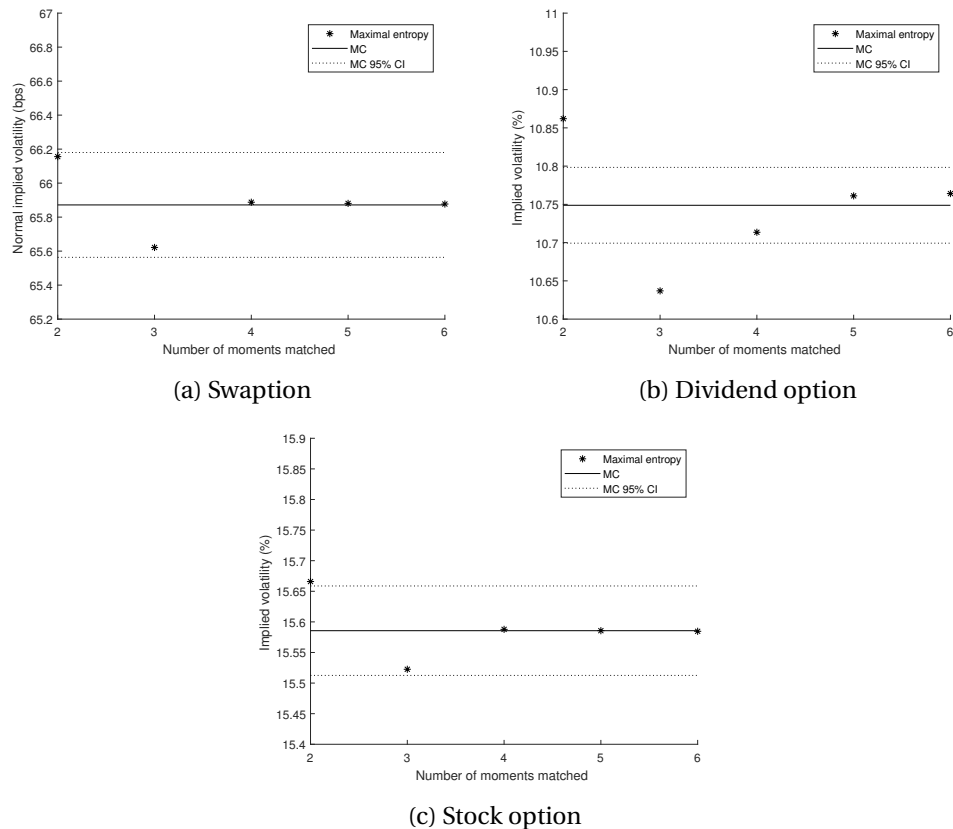 67
66.8
66.6
66.4
66.2
66
65.8
65.6
65.4
65.2
2
3
4
5
6
Normal implied volatility (bps)
Number of moments matched
Maximal entropy
MC
MC 95% CI
(a) Swaption
11
10.95
10.9
10.85
10.8
10.75
10.7
10.65
10.6
2
3
4
5
6
Implied volatility (%)
Number of moments matched
Maximal entropy
MC
MC 95% CI
(b) Dividend option
15.9
15.85
15.8
15.75
15.7
15.65
15.6
15.55
15.5
15.45
15.4
2
3
4
5
6
Implied volatility (%)
Number of moments matched
Maximal entropy
MC
MC 95% CI
(c) Stock option